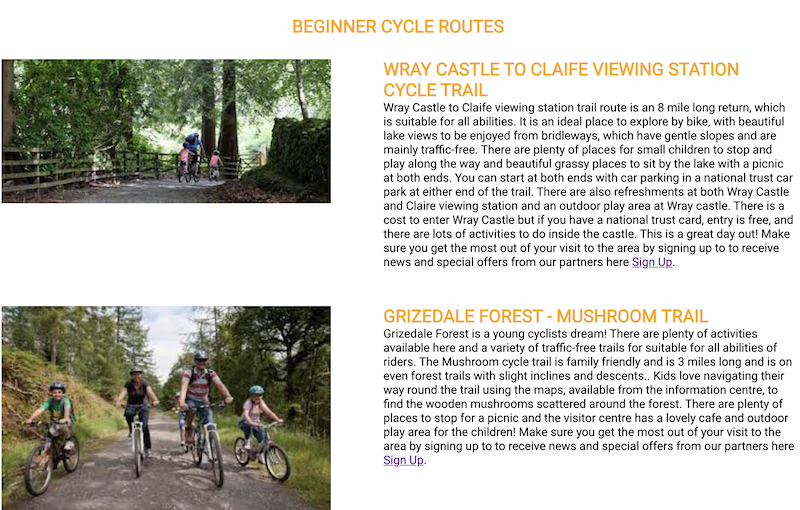 BEGINNER CYCLE ROUTES
WRAY CASTLE TO CLAIFE VIEWING STATION
CYCLE TRAIL
Wray Castle to Claife viewing station trail route is an 8 mile long return, which
is suitable for all abilities. It is an ideal place to explore by bike, with beautiful
lake views to be enjoyed from bridleways, which have gentle slopes and are
mainly traffic-free. There are plenty of places for small children to stop and
play along the way and beautiful grassy places to sit by the lake with a picnic
at both ends. You can start at both ends with car parking in a national trust car
park at either end of the trail. There are also refreshments at both Wray Castle
and Claire viewing station and an outdoor play area at Wray castle. There is a
cost to enter Wray Castle but if you have a national trust card, entry is free, and
there are lots of activities to do inside the castle. This is a great day out! Make
sure you get the most out of your visit to the area by signing up to to receive
news and special offers from our partners here Sign Up.
GRIZEDALE FOREST - MUSHROOM TRAIL
Grizedale Forest is a young cyclists dream! There are plenty of activities
available here and a variety of traffic-free trails for suitable for all abilities of
riders. The Mushroom cycle trail is family friendly and is 3 miles long and is on
even forest trails with slight inclines and descents.. Kids love navigating their
way round the trail using the maps, available from the information centre, to
find the wooden mushrooms scattered around the forest. There are plenty of
places to stop for a picnic and the visitor centre has a lovely cafe and outdoor
play area for the children! Make sure you get the most out of your visit to the
area by signing up to to receive news and special offers from our partners here
Sign Up.